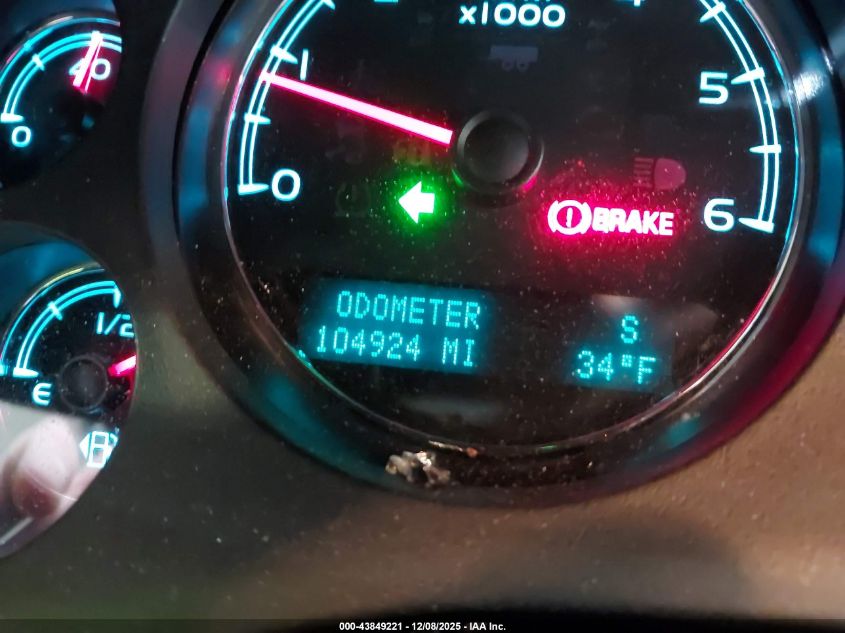 x1000
40
0
1
0
5
6
BRAKE
ODOMETER
104924 MI
S
34°F
1/2
E
000-43849221 - 12/08/2025 - IAA Inc.